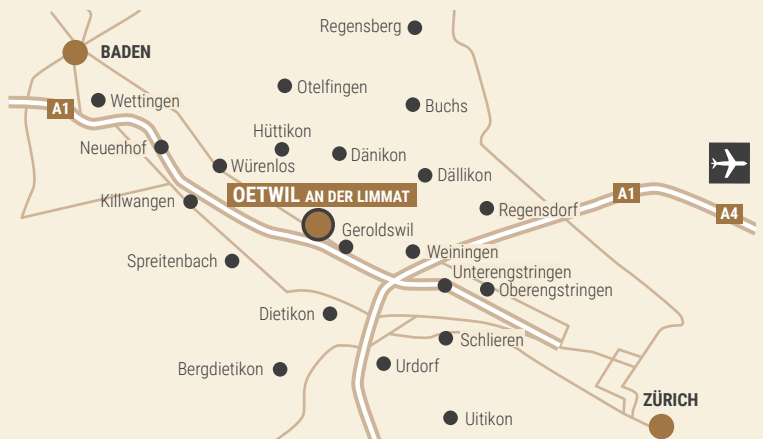 Regensberg
BADEN
Otelfingen
Wettingen
Buchs
A1
Hüttikon
Neuenhof
Dänikon
Würenlos
Dällikon
OETWIL AN DER LIMMAT
A1
Killwangen
Regensdorf
A4
Geroldswil
Weiningen
Spreitenbach
Unterengstringen
Oberengstringen
Dietikon
Schlieren
Bergdietikon
Urdorf
ZÜRICH
Uitikon